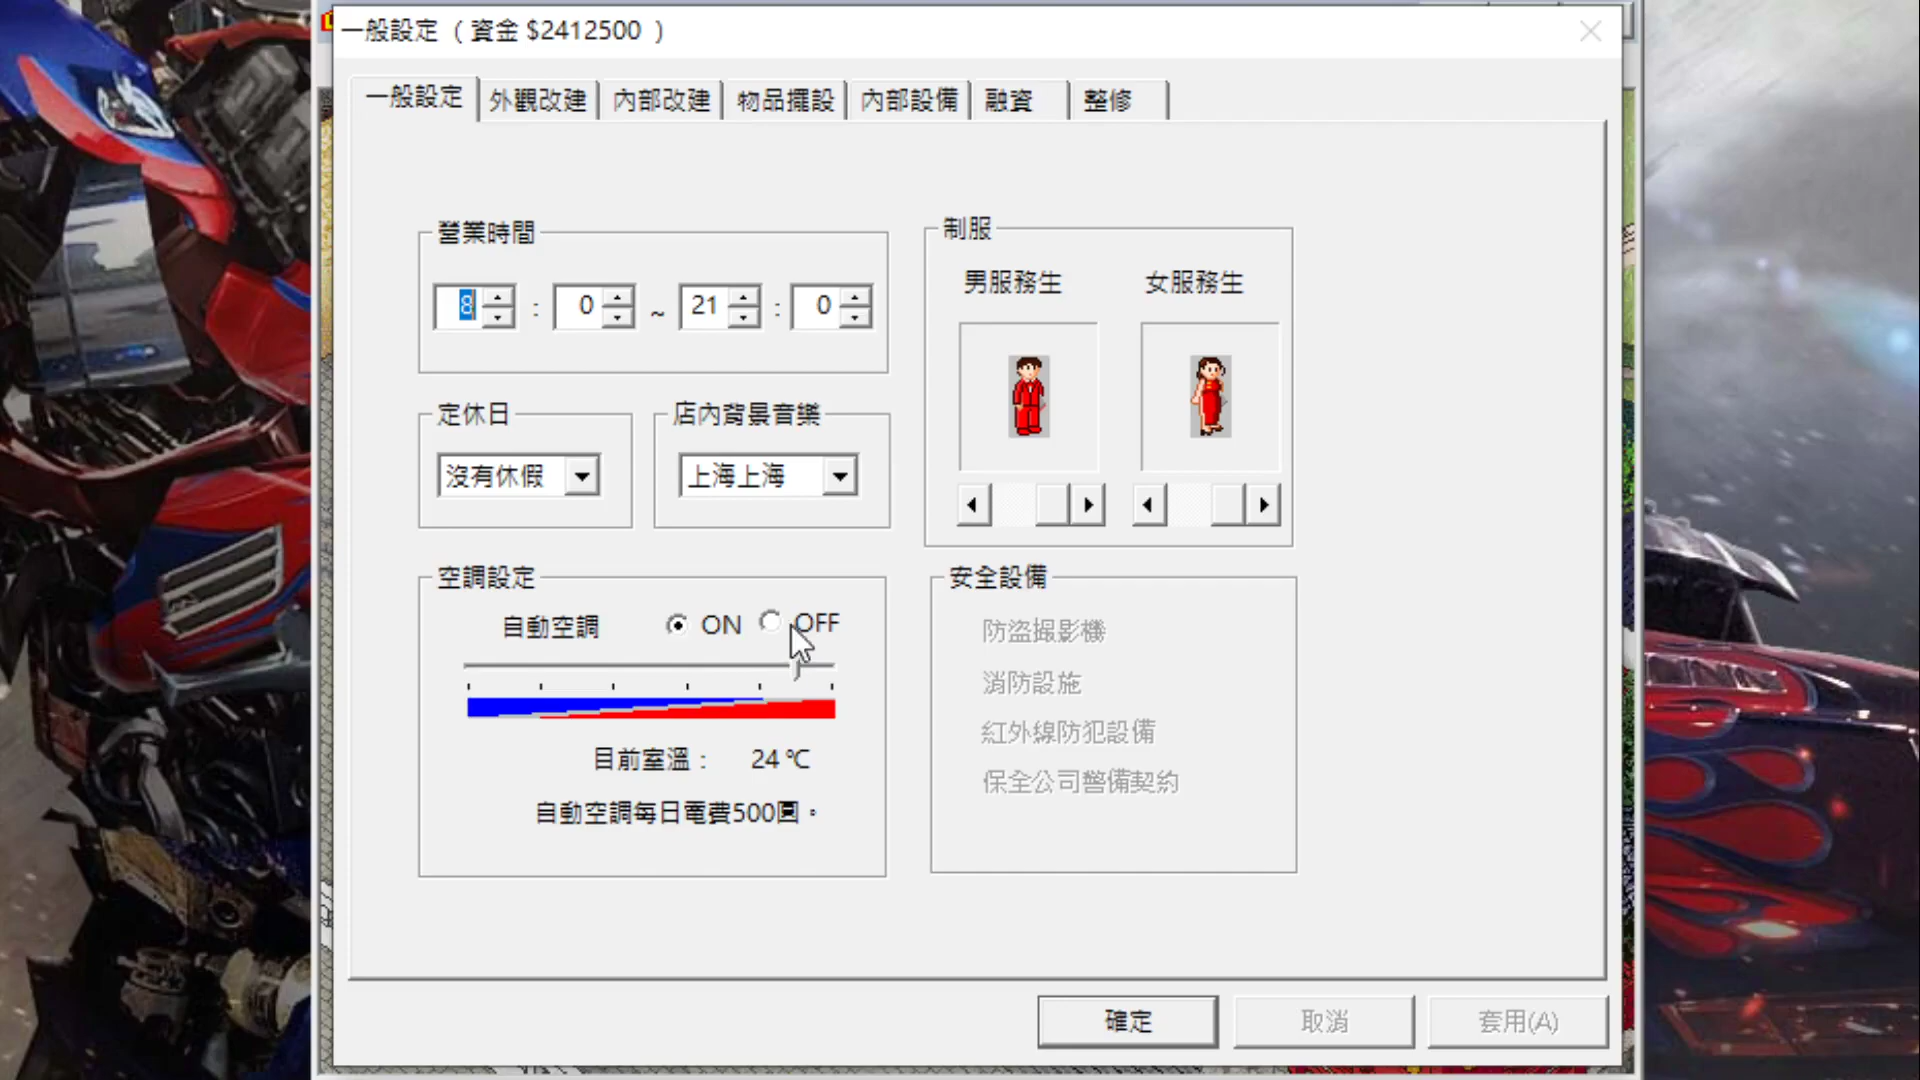 一般設定 ( 資金 $2412500 )
一般設定 外觀改建 內部改建 物品擺設 內部設備 融資 整修
營業時間
8 : 0 ~ 21 : 0
制服
男服務生 女服務生
定休日
沒有休假
店內背景音樂
上海上海
空調設定
自動空調 ON OFF
目前室溫 : 24 ℃
自動空調每日電費500圓。
安全設備
防盜攝影機
消防設施
紅外線防犯設備
保全公司警備契約
確定 取消 套用(A)